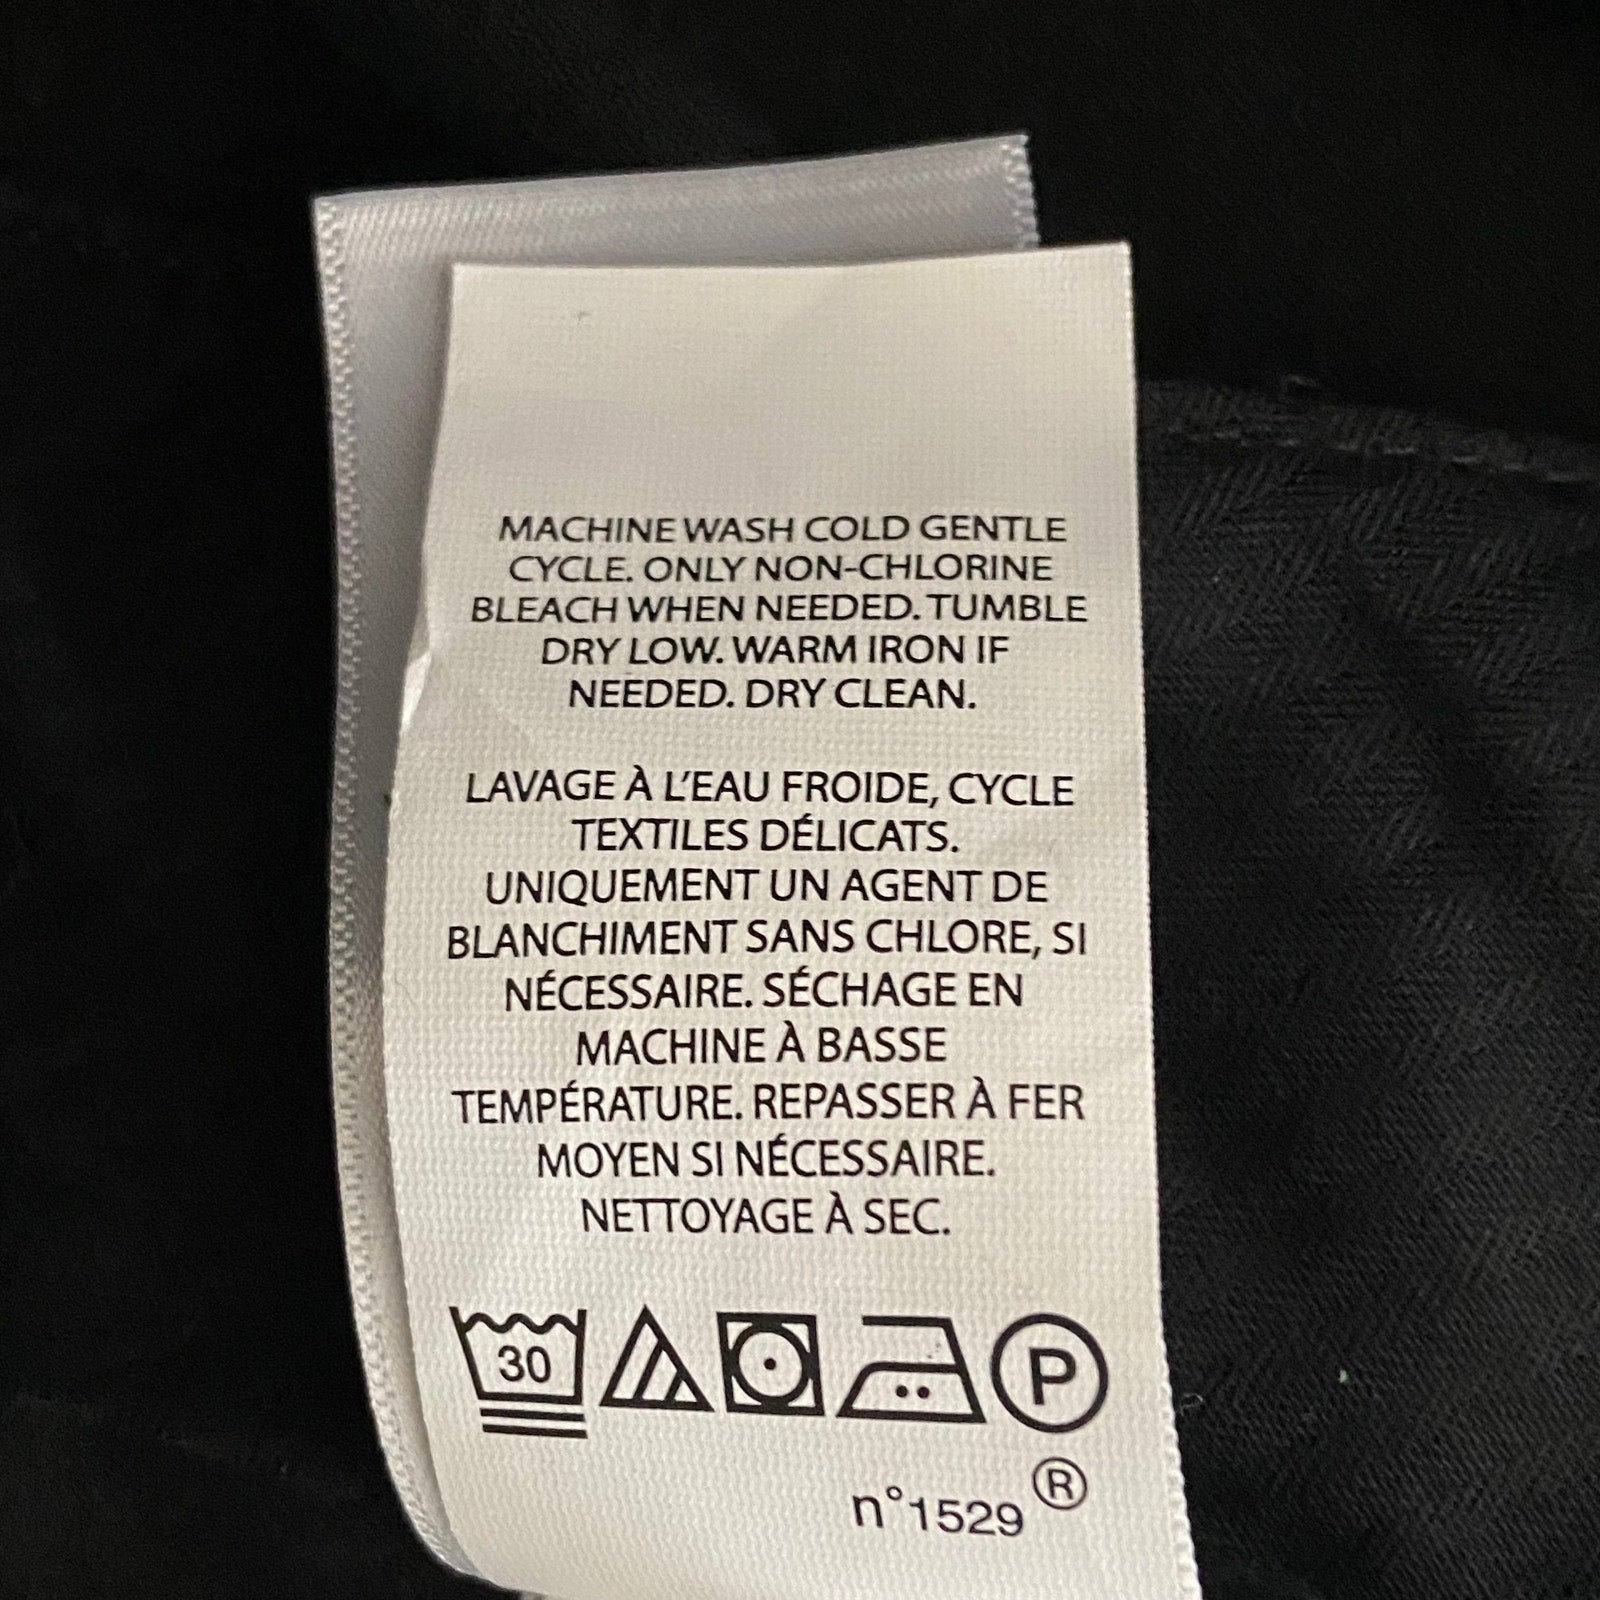 MACHINE WASH COLD GENTLE
CYCLE. ONLY NON-CHLORINE
BLEACH WHEN NEEDED. TUMBLE
DRY LOW. WARM IRON IF
NEEDED. DRY CLEAN.
LAVAGE À L'EAU FROIDE, CYCLE
TEXTILES DÉLICATS.
UNIQUEMENT UN AGENT DE
BLANCHIMENT SANS CHLORE, SI
NÉCESSAIRE. SÉCHAGE EN
MACHINE À BASSE
TEMPÉRATURE. REPASSER À FER
MOYEN SI NÉCESSAIRE.
NETTOYAGE À SEC.
30 P
n°1529 ®